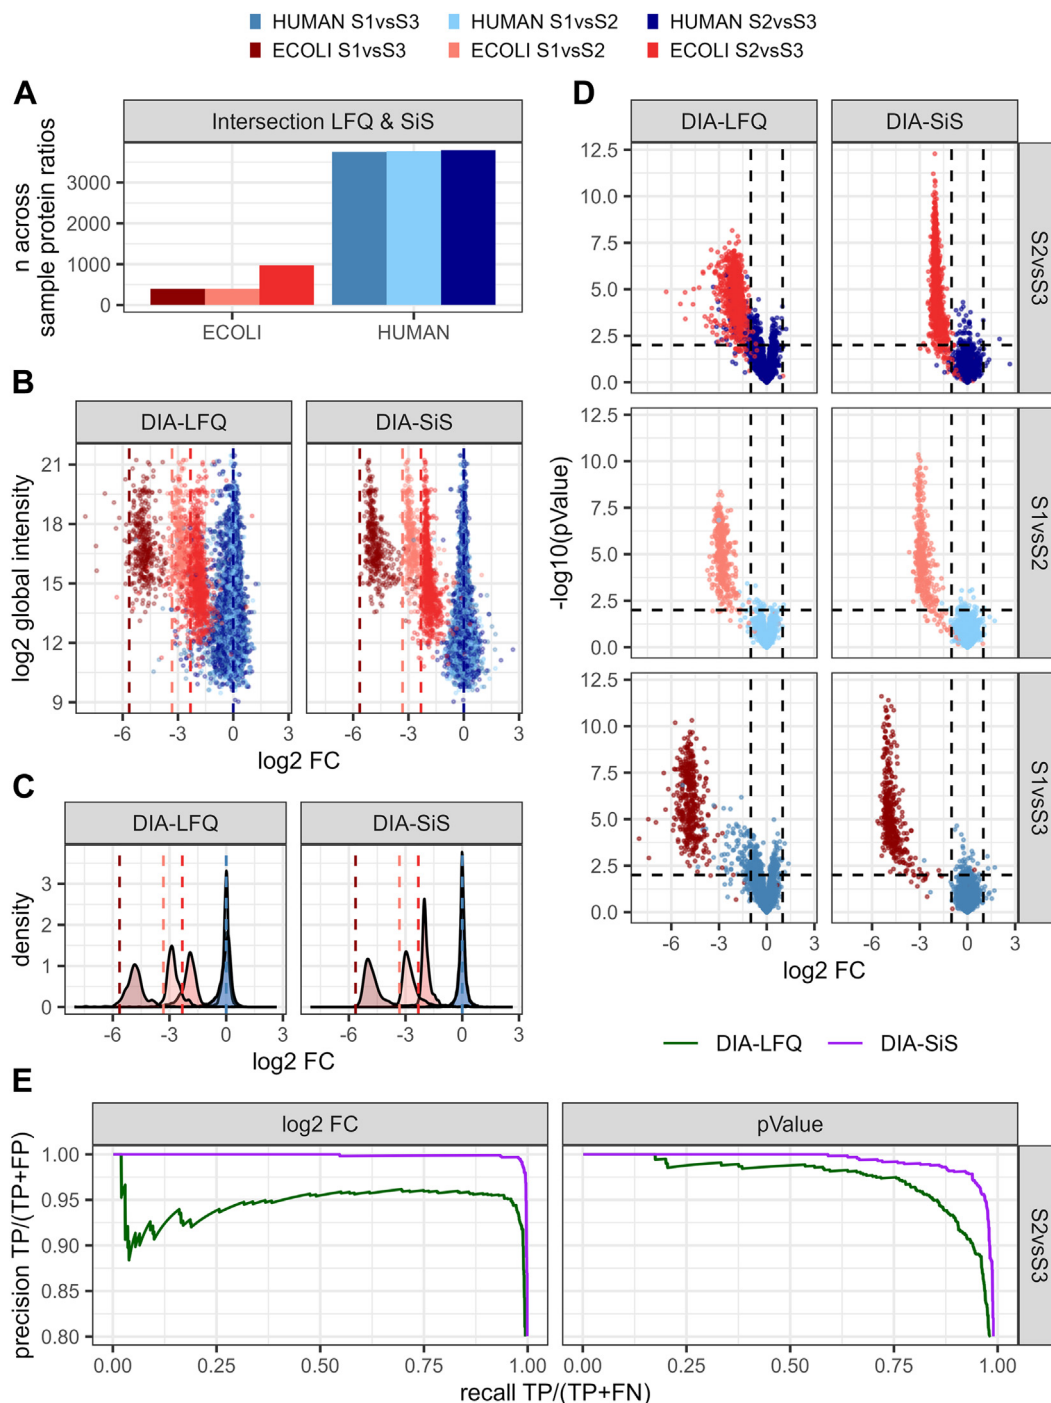 HUMAN S1vsS3 HUMAN S1vsS2 HUMAN S2vsS3
ECOLI S1vsS3 ECOLI S1vsS2 ECOLI S2vsS3
A
Intersection LFQ & SiS
n across
sample protein ratios
3000
2000
1000
0
ECOLI HUMAN
B
DIA-LFQ DIA-SiS
log2 global intensity
21
18
15
12
9
-6 -3 0 3 -6 -3 0 3
log2 FC
C
DIA-LFQ DIA-SiS
density
3
2
1
0
-6 -3 0 3 -6 -3 0 3
log2 FC
D
DIA-LFQ DIA-SiS
-log10(pValue)
12.5
10.0
7.5
5.0
2.5
0.0
S2vsS3
12.5
10.0
7.5
5.0
2.5
0.0
S1vsS2
12.5
10.0
7.5
5.0
2.5
0.0
S1vsS3
-6 -3 0 3 -6 -3 0 3
log2 FC
DIA-LFQ DIA-SiS
E
log2 FC pValue
precision TP/(TP+FP)
1.00
0.95
0.90
0.85
0.80
S2vsS3
0.00 0.25 0.50 0.75 1.00 0.25 0.50 0.75 1.00
recall TP/(TP+FN)